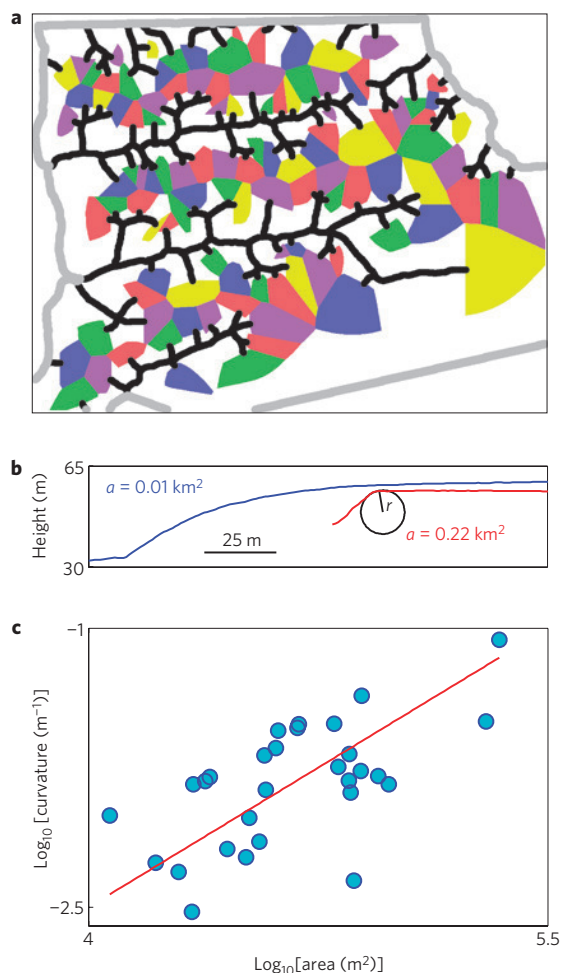 a
b
65
Height (m)
30
a = 0.01 km²
25 m
r
a = 0.22 km²
c
−1
Log₁₀ [curvature (m⁻¹)]
−2.5
4
5.5
Log₁₀[area (m²)]